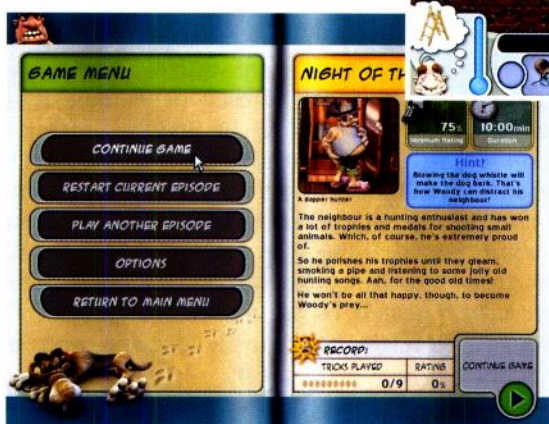 GAME MENU
CONTINUE GAME
RESTART CURRENT EPISODE
PLAY ANOTHER EPISODE
OPTIONS
RETURN TO MAIN MENU
NIGHT OF TH
A dapper hunter
75%
Minimum Rating
10:00min
Duration
Hint!
Blowing the dog whistle will
make the dog bark. That's
how Woody can distract his
neighbour!
The neighbour is a hunting enthusiast and has won
a lot of trophies and medals for shooting small
animals. Which, of course, he's extremely proud
of.
So he polishes his trophies until they gleam,
smoking a pipe and listening to some jolly old
hunting songs. Aah, for the good old times!
He won't be all that happy, though, to become
Woody's prey...
RECORD:
TRICKS PLAYED
RATING
0/9
0%
CONTINUE GAME